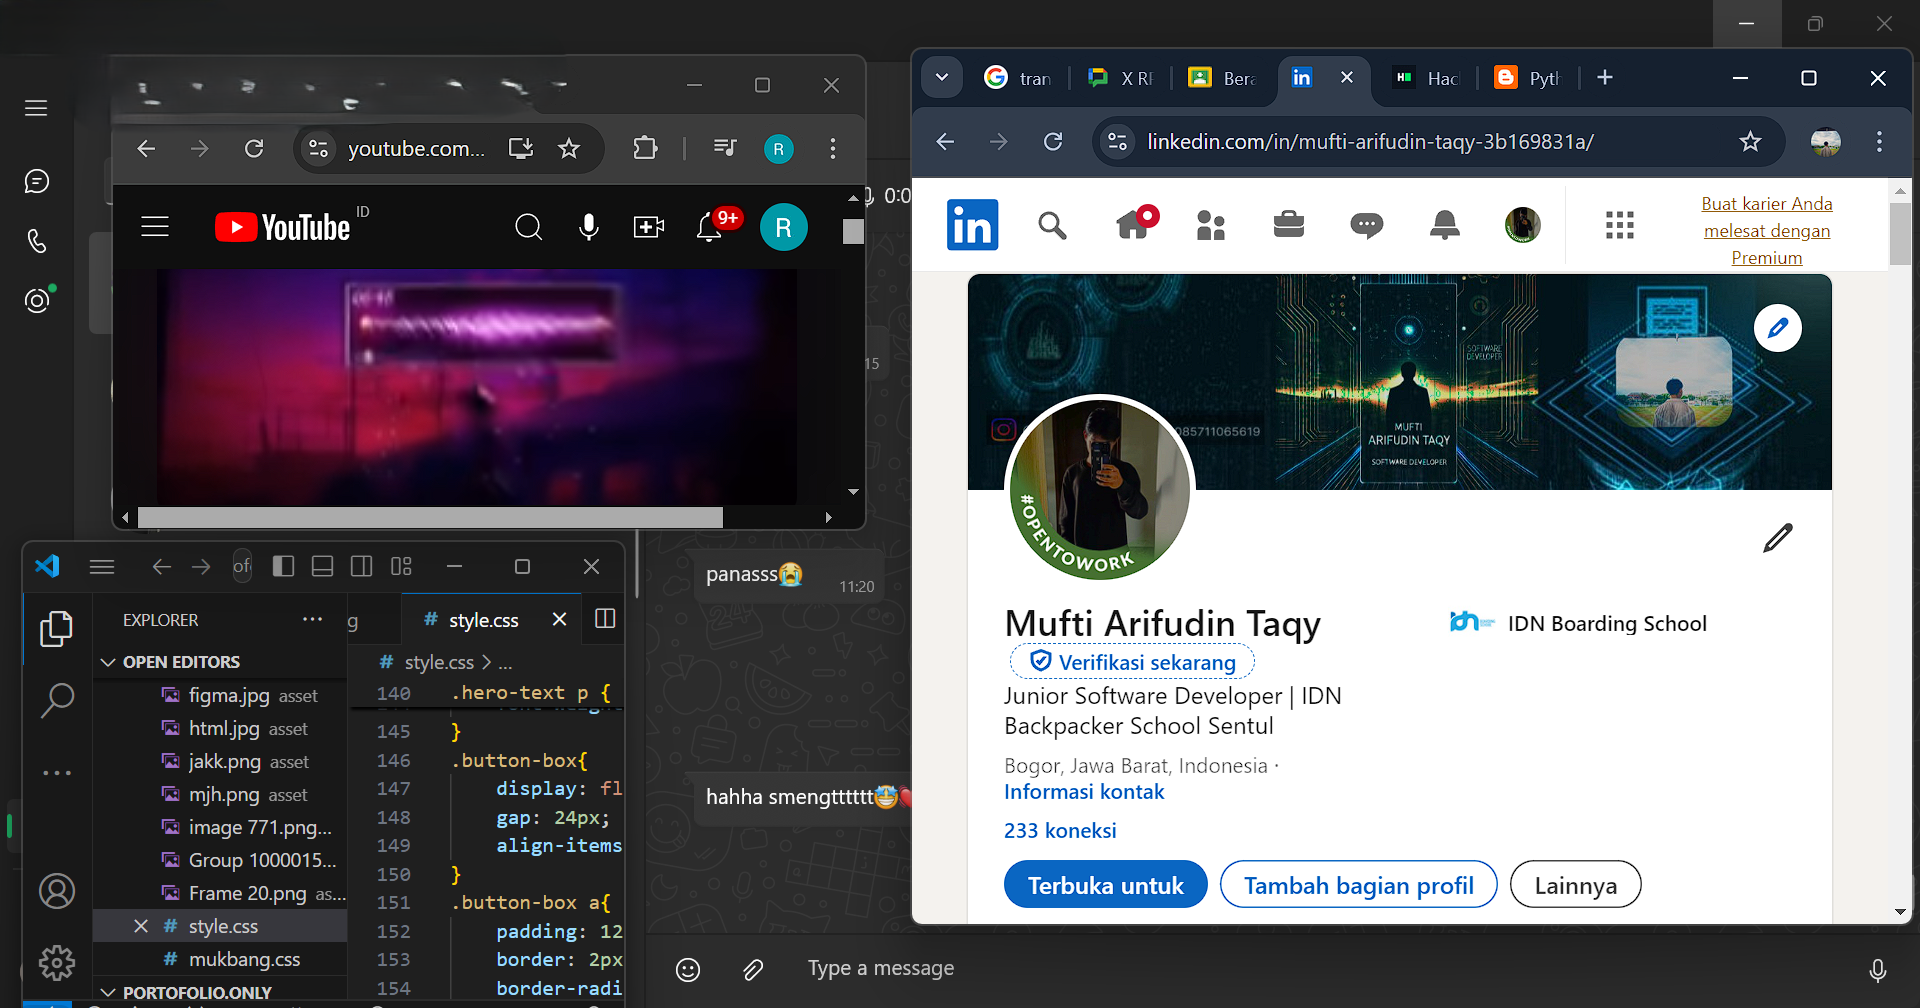 youtube.com...
R
YouTube
ID
9+
R
0:0
15
panasss😭
11:20
hahha smengtttttt🤩
Type a message
EXPLORER
g
# style.css
OPEN EDITORS
# style.css > ...
figma.jpg asset
html.jpg asset
jakk.png asset
mjh.png asset
image 771.png...
Group 1000015...
Frame 20.png as...
# style.css
# mukbang.css
PORTOFOLIO.ONLY
140 .hero-text p {
145 }
146 .button-box{
147 display: fl
148 gap: 24px;
149 align-items
150 }
151 .button-box a{
152 padding: 12
153 border: 2px
154 border-radi
tran
X RF
Bera
Hac
Pyth
linkedin.com/in/mufti-arifudin-taqy-3b169831a/
in
Buat karier Anda
melesat dengan
Premium
SOFTWARE
DEVELOPER
085711065619
MUFTI
ARIFUDIN TAQY
SOFTWARE DEVELOPER
#OPENTOWORK
Mufti Arifudin Taqy
Verifikasi sekarang
IDN Boarding School
Junior Software Developer | IDN
Backpacker School Sentul
Bogor, Jawa Barat, Indonesia ·
Informasi kontak
233 koneksi
Terbuka untuk
Tambah bagian profil
Lainnya